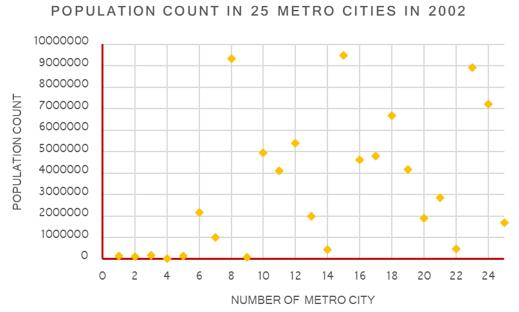 POPULATION COUNT IN 25 METRO CITIES IN 2002
10000000
9000000
8000000
7000000
6000000
5000000
4000000
3000000
2000000
1000000
0
POPULATION COUNT
0 2 4 6 8 10 12 14 16 18 20 22 24
NUMBER OF METRO CITY